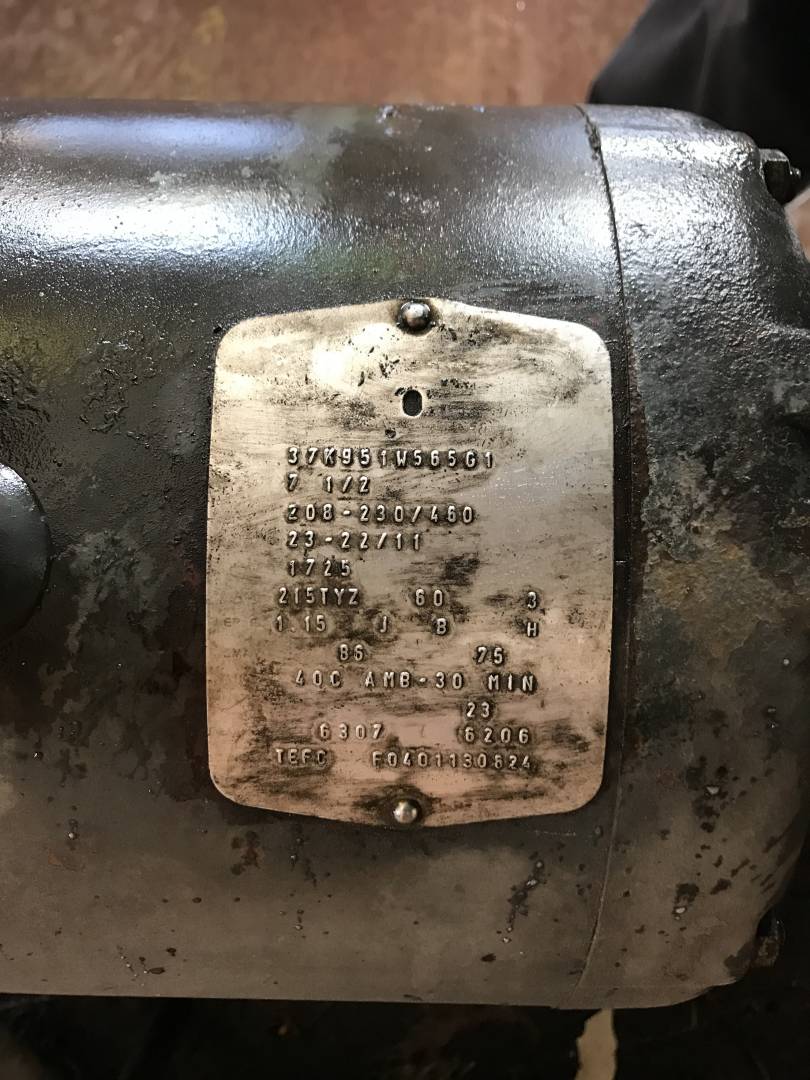 37K951W565G1
7 1/2
208-230/460
23-22/11
1725
215TYZ 60 3
1.15 J B H
86 75
40C AMB-30 MIN
23
6307 6206
TEFC F0401130624